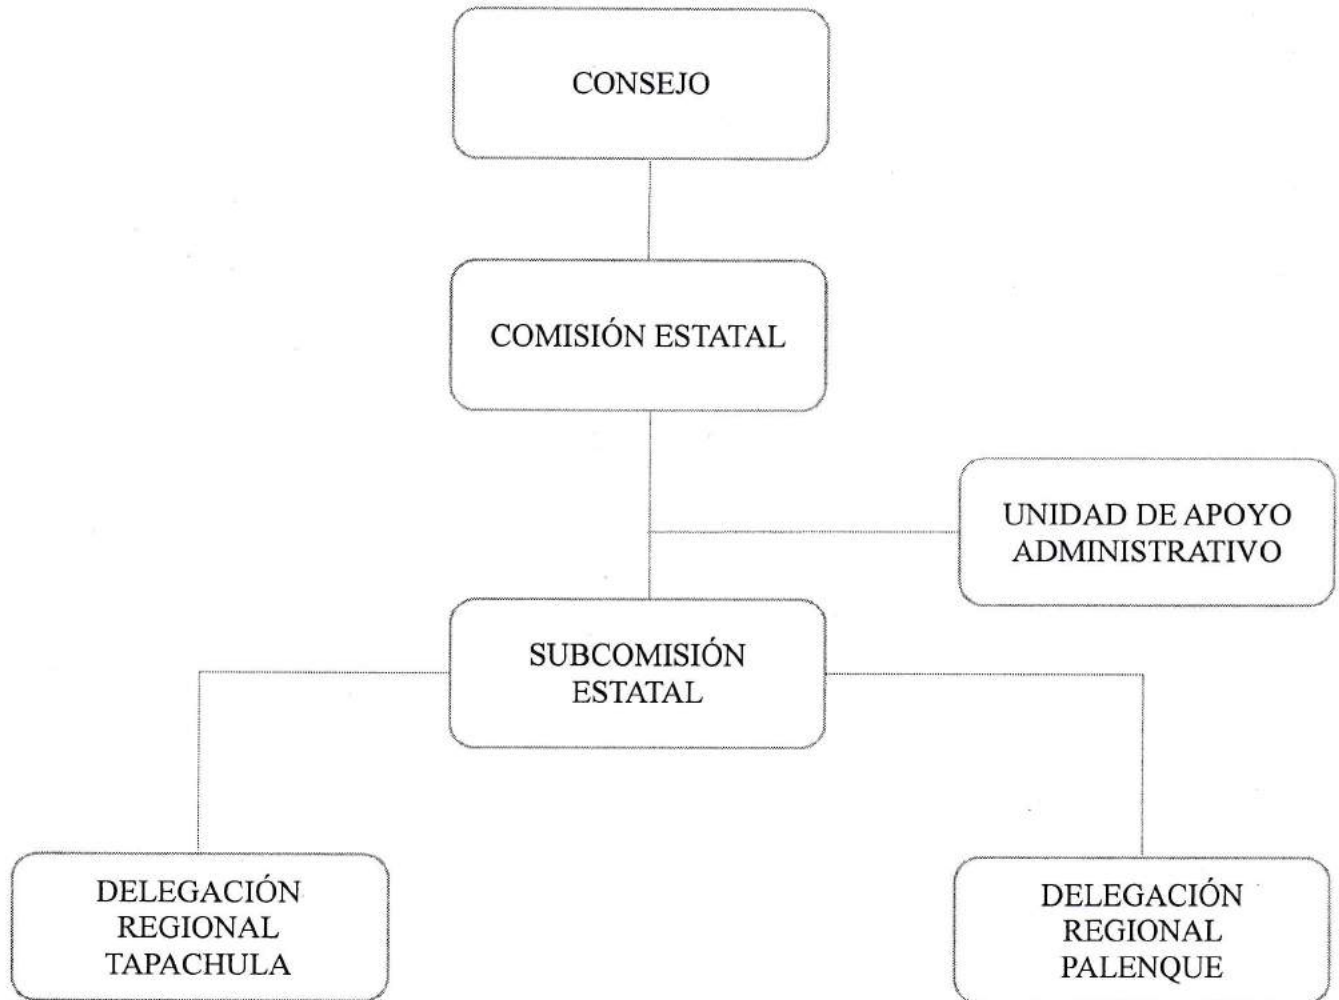 CONSEJO
COMISIÓN ESTATAL
UNIDAD DE APOYO
ADMINISTRATIVO
SUBCOMISIÓN
ESTATAL
DELEGACIÓN
REGIONAL
TAPACHULA
DELEGACIÓN
REGIONAL
PALENQUE